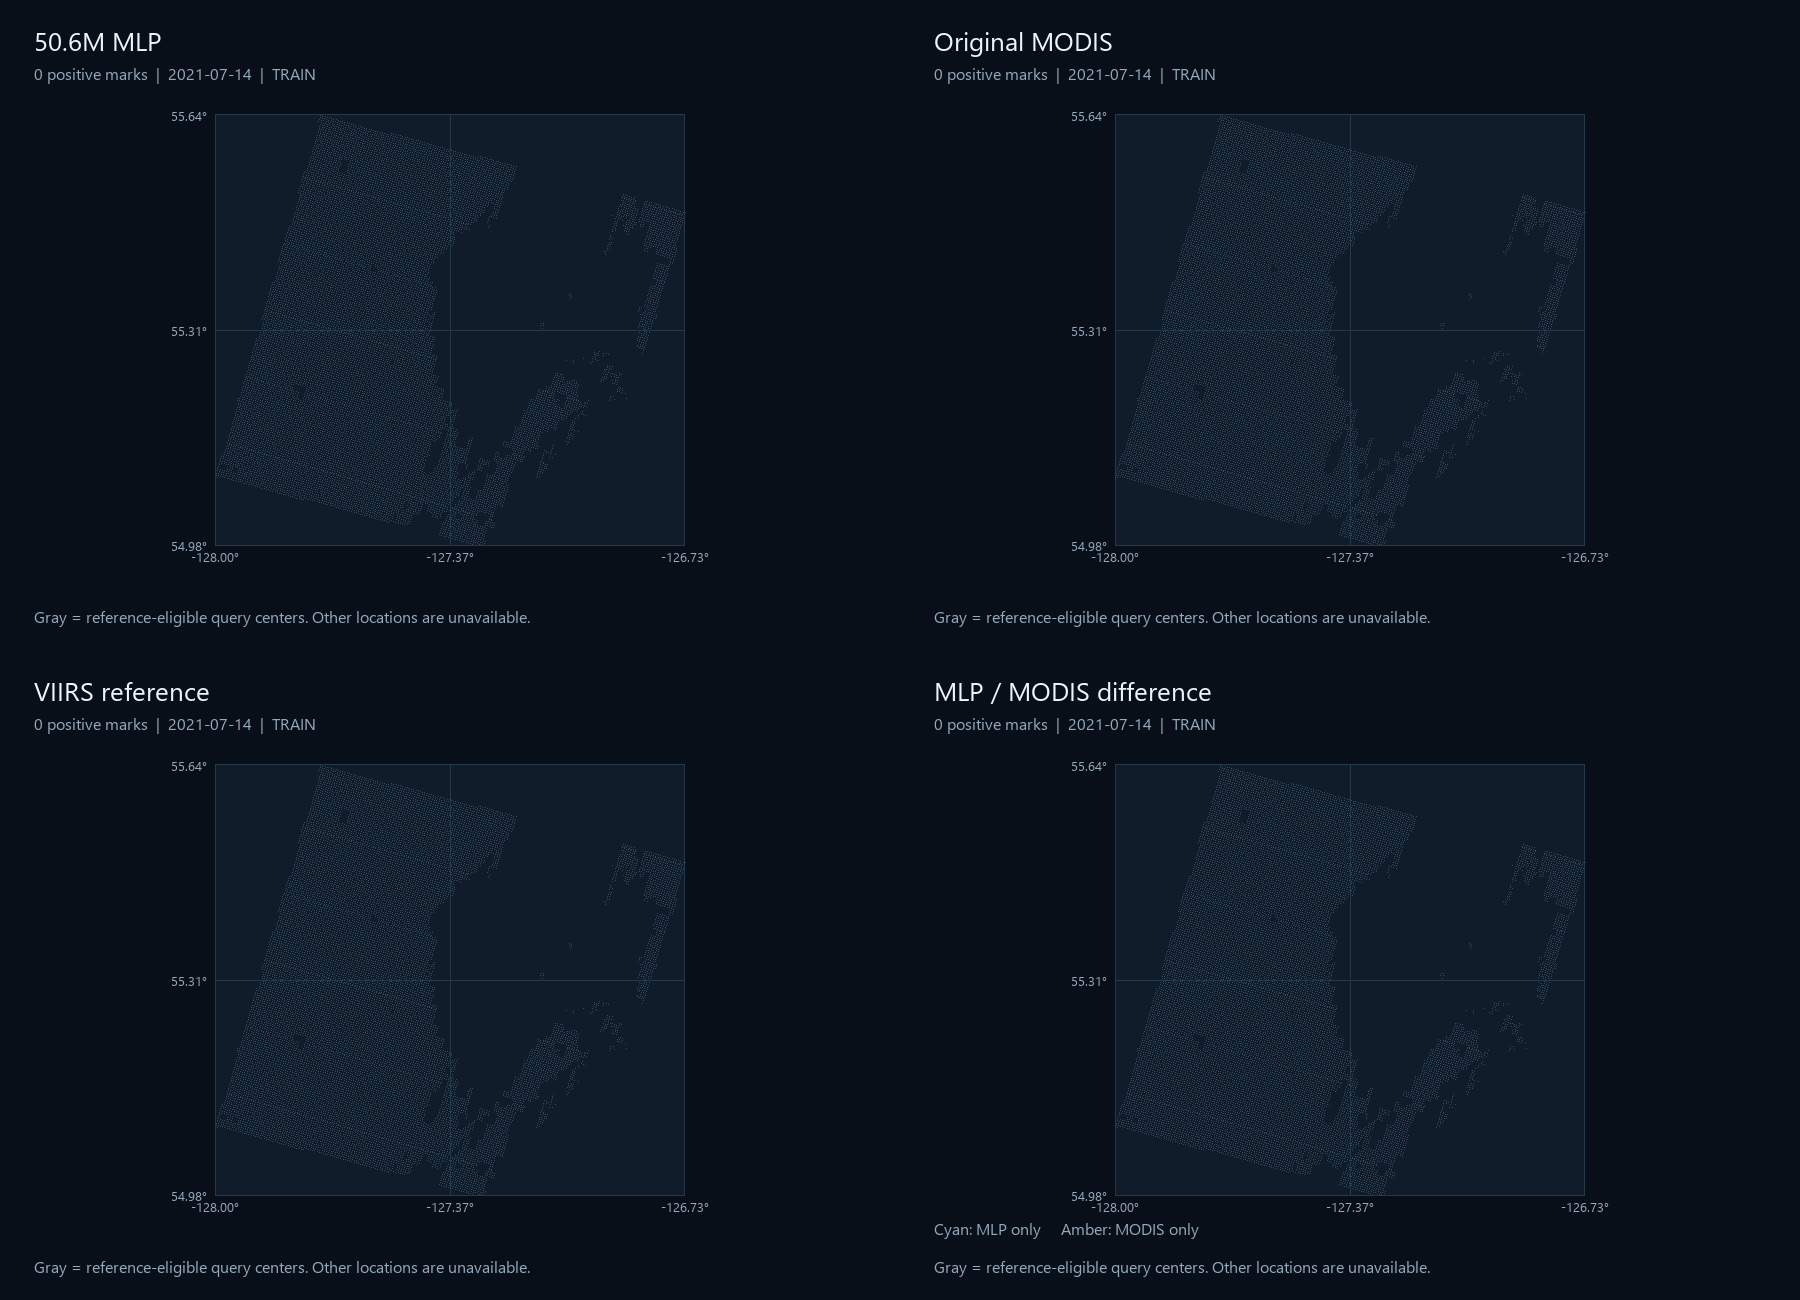 50.6M MLP
0 positive marks | 2021-07-14 | TRAIN
55.64°
55.31°
54.98°
-128.00°
-127.37°
-126.73°
Gray = reference-eligible query centers. Other locations are unavailable.
Original MODIS
0 positive marks | 2021-07-14 | TRAIN
55.64°
55.31°
54.98°
-128.00°
-127.37°
-126.73°
Gray = reference-eligible query centers. Other locations are unavailable.
VIIRS reference
0 positive marks | 2021-07-14 | TRAIN
55.64°
55.31°
54.98°
-128.00°
-127.37°
-126.73°
Gray = reference-eligible query centers. Other locations are unavailable.
MLP / MODIS difference
0 positive marks | 2021-07-14 | TRAIN
55.64°
55.31°
54.98°
-128.00°
-127.37°
-126.73°
Cyan: MLP only Amber: MODIS only
Gray = reference-eligible query centers. Other locations are unavailable.